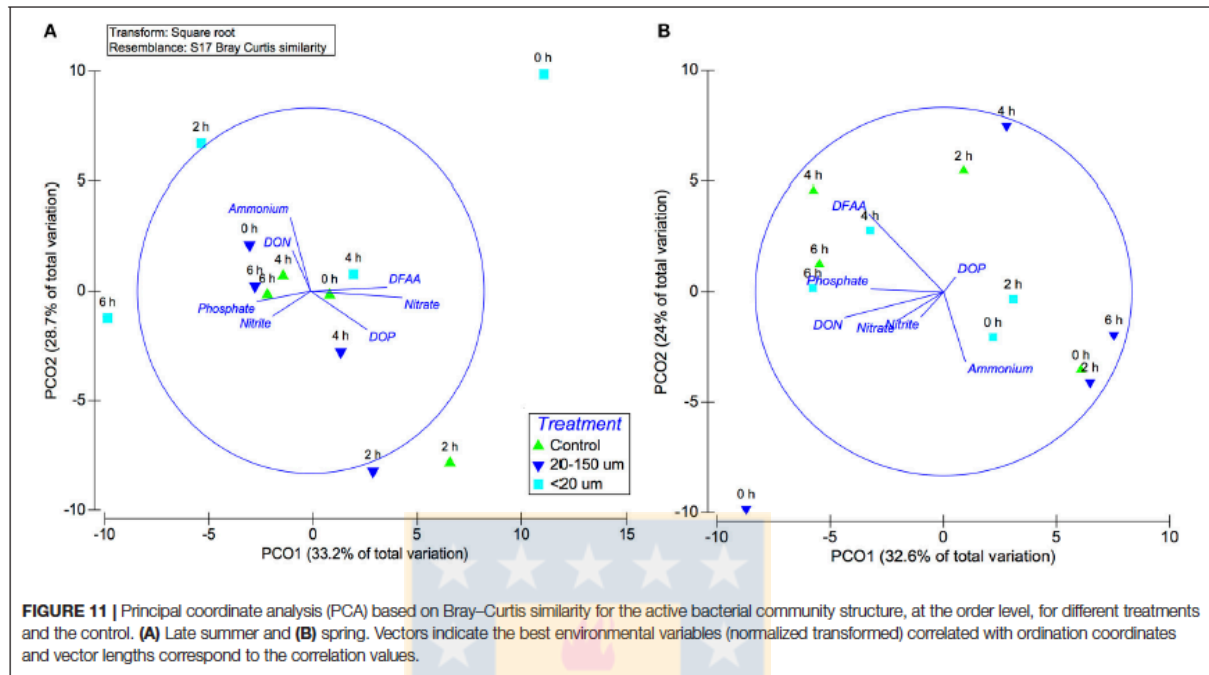 A
Transform: Square root
Resemblance: S17 Bray Curtis similarity
0 h
10
2 h
5
Ammonium
0 h
DON
4 h
4 h
6 h
6 h
0 h
DFAA
0
Phosphate
Nitrate
6 h
Nitrite
DOP
4 h
-5
2 h
2 h
-10
PCO2 (28.7% of total variation)
-10
-5
0
5
10
15
PCO1 (33.2% of total variation)
Treatment
Control
20-150 um
<20 um
B
10
4 h
2 h
5
4 h
DFAA
4 h
6 h
6 h
Phosphate
DOP
0
2 h
DON
Nitrate
Nitrite
0 h
6 h
Ammonium
0 h
2 h
-5
0 h
-10
PCO2 (24% of total variation)
-10
-5
0
5
10
PCO1 (32.6% of total variation)
FIGURE 11 | Principal coordinate analysis (PCA) based on Bray–Curtis similarity for the active bacterial community structure, at the order level, for different treatments
and the control. (A) Late summer and (B) spring. Vectors indicate the best environmental variables (normalized transformed) correlated with ordination coordinates
and vector lengths correspond to the correlation values.